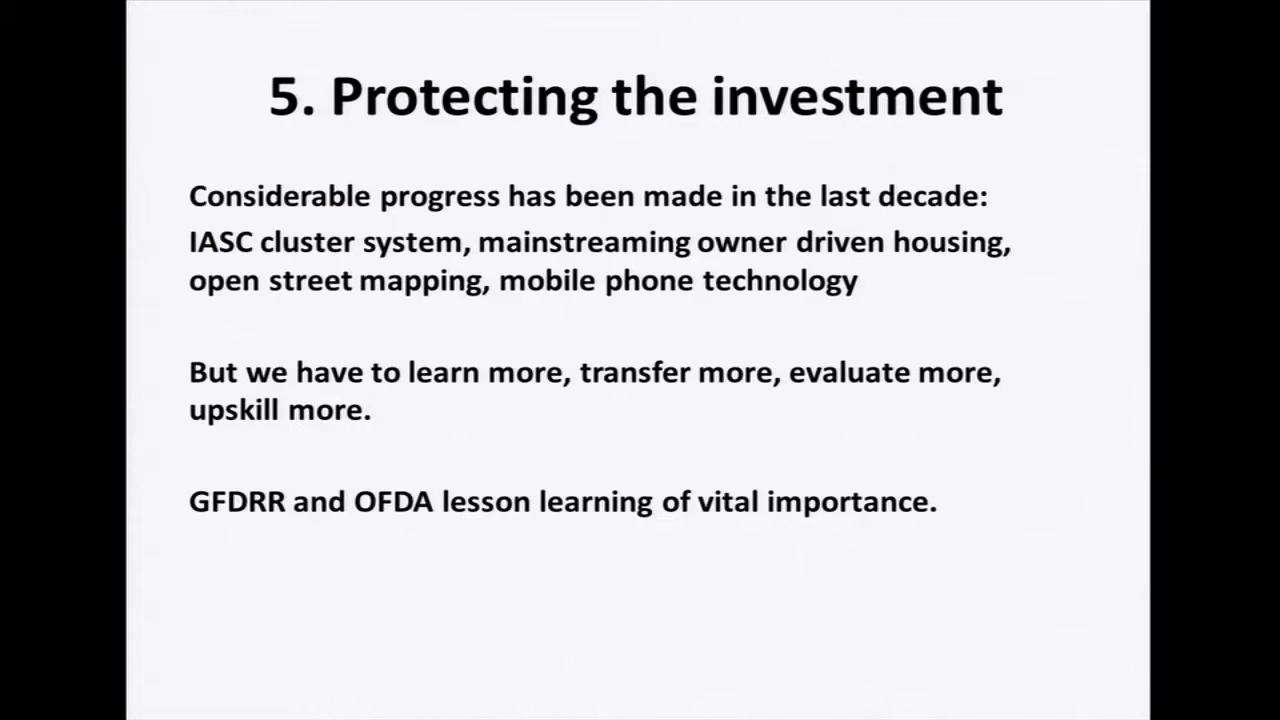 5. Protecting the investment
Considerable progress has been made in the last decade:
IASC cluster system, mainstreaming owner driven housing,
open street mapping, mobile phone technology
But we have to learn more, transfer more, evaluate more,
upskill more.
GFDRR and OFDA lesson learning of vital importance.